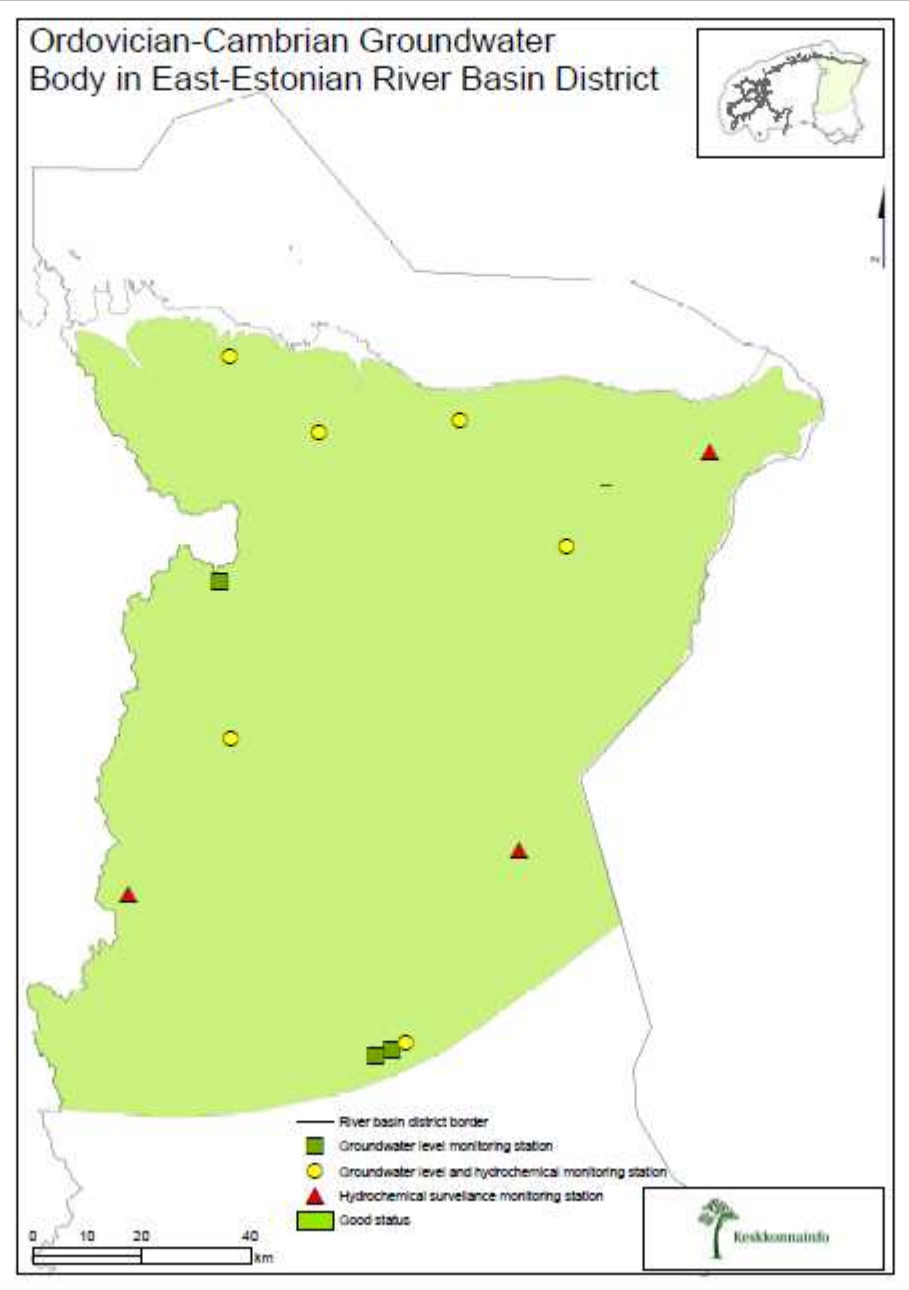 Ordovician-Cambrian Groundwater
Body in East-Estonian River Basin District
N
River basin district border
Groundwater level monitoring station
Groundwater level and hydrochemical monitoring station
Hydrochemical surveliance monitoring station
Good status
0 10 20 40
km
Keskkonnainfo